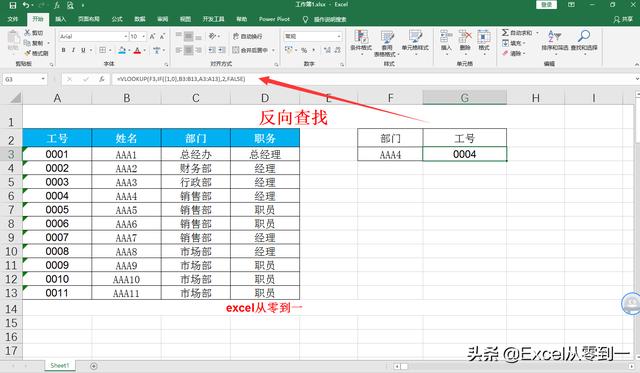 工作簿1.xlsx - Excel
登录
文件 开始 插入 页面布局 公式 数据 审阅 视图 开发工具 帮助 Power Pivot 操作说明搜索 共享
剪切
复制
格式刷
粘贴
Arial
自动换行
合并后居中
常规
条件格式
套用表格格式
单元格样式
插入 删除 格式
自动求和
填充
清除
排序和筛选
查找和选择
剪贴板 字体 对齐方式 数字 样式 单元格 编辑
G3
=VLOOKUP(F3,IF({1,0},B3:B13,A3:A13),2,FALSE)
A B C D E F G H I
1 反向查找
2 工号 姓名 部门 职务 部门 工号
3 0001 AAA1 总经办 总经理 AAA4 0004
4 0002 AAA2 财务部 经理
5 0003 AAA3 行政部 经理
6 0004 AAA4 销售部 经理
7 0005 AAA5 销售部 职员
8 0006 AAA6 销售部 职员
9 0007 AAA7 销售部 经理
10 0008 AAA8 市场部 经理
11 0009 AAA9 市场部 职员
12 0010 AAA10 市场部 职员
13 0011 AAA11 市场部 职员
14 excel从零到一
15
16
17
头条 @Excel从零到一
Sheet1